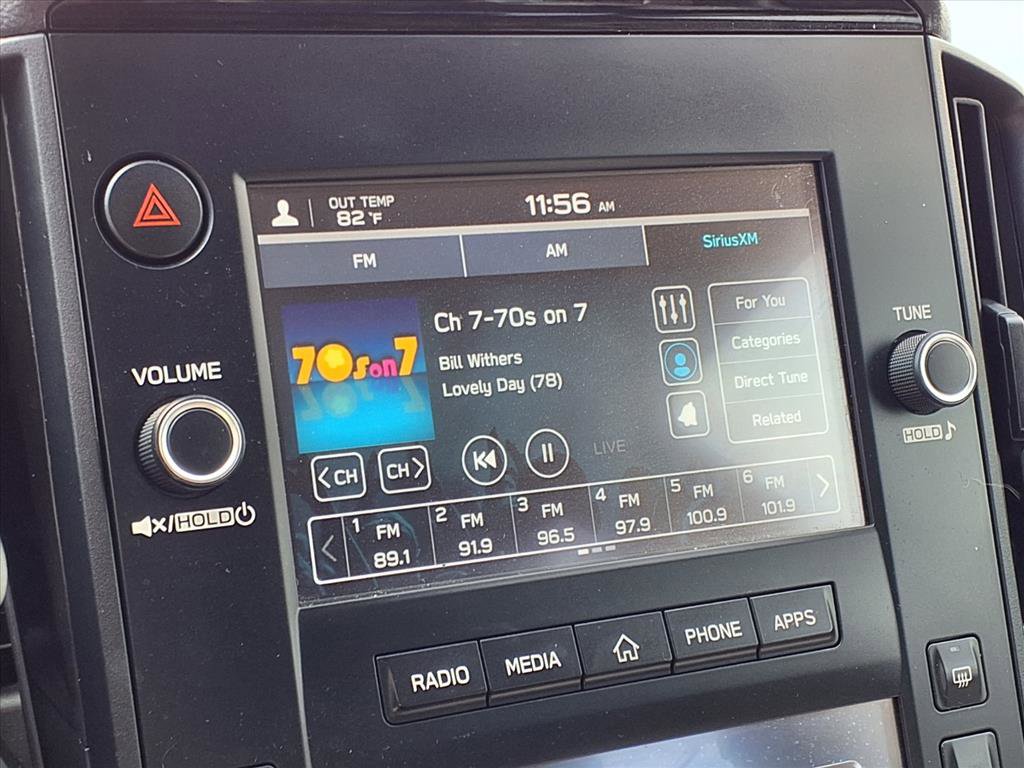 OUT TEMP
82 °F
11:56 AM
FM
AM
SiriusXM
70s on 7
Ch 7-70s on 7
Bill Withers
Lovely Day (78)
For You
Categories
Direct Tune
Related
< CH
CH >
LIVE
1 FM 89.1
2 FM 91.9
3 FM 96.5
4 FM 97.9
5 FM 100.9
6 FM 101.9
VOLUME
/HOLD
TUNE
HOLD
RADIO
MEDIA
PHONE
APPS